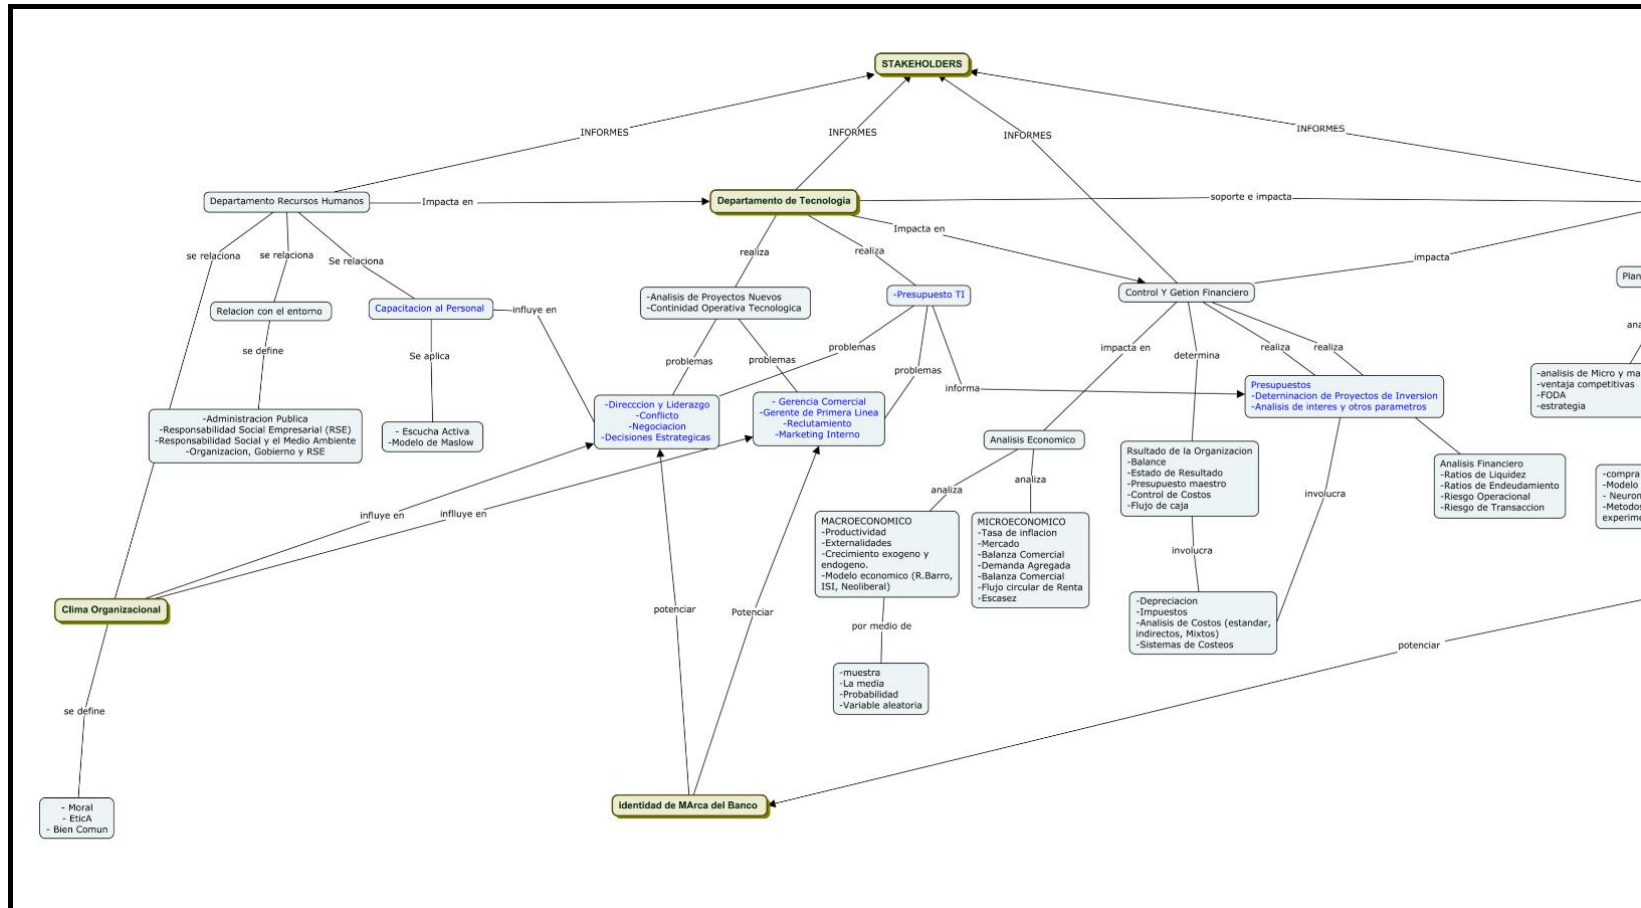 STAKEHOLDERS
INFORMES
INFORMES
INFORMES
INFORMES
Departamento Recursos Humanos
Impacta en
Departamento de Tecnologia
soporte e impacta
Impacta en
se relaciona
se relaciona
Se relaciona
realiza
realiza
impacta
Relacion con el entorno
Capacitacion al Personal
influye en
-Analisis de Proyectos Nuevos
-Continidad Operativa Tecnologica
-Presupuesto TI
Control Y Getion Financiero
Plan
se define
Se aplica
problemas
problemas
problemas
problemas
informa
impacta en
determina
realiza
realiza
ana
-Administracion Publica
-Responsabilidad Social Empresarial (RSE)
-Responsabilidad Social y el Medio Ambiente
-Organizacion, Gobierno y RSE
- Escucha Activa
-Modelo de Maslow
-Direcccion y Liderazgo
-Conflicto
-Negociacion
-Decisiones Estrategicas
- Gerencia Comercial
-Gerente de Primera Linea
-Reclutamiento
-Marketing Interno
Presupuestos
-Deterninacion de Proyectos de Inversion
-Analisis de interes y otros parametros
-analisis de Micro y ma
-ventaja competitivas
-FODA
-estrategia
Analisis Economico
Rsultado de la Organizacion
-Balance
-Estado de Resultado
-Presupuesto maestro
-Control de Costos
-Flujo de caja
Analisis Financiero
-Ratios de Liquidez
-Ratios de Endeudamiento
-Riesgo Operacional
-Riesgo de Transaccion
-compra
-Modelo
- Neuron
-Metodos
experime
analiza
analiza
involucra
influye en
influye en
MACROECONOMICO
-Productividad
-Externalidades
-Crecimiento exogeno y
endogeno.
-Modelo economico (R.Barro,
ISI, Neoliberal)
MICROECONOMICO
-Tasa de inflacion
-Mercado
-Balanza Comercial
-Demanda Agregada
-Balanza Comercial
-Flujo circular de Renta
-Escasez
involucra
Clima Organizacional
potenciar
Potenciar
por medio de
-Depreciacion
-Impuestos
-Analisis de Costos (estandar,
indirectos, Mixtos)
-Sistemas de Costeos
potenciar
-muestra
-La media
-Probabilidad
-Variable aleatoria
se define
- Moral
- EticA
- Bien Comun
Identidad de MArca del Banco